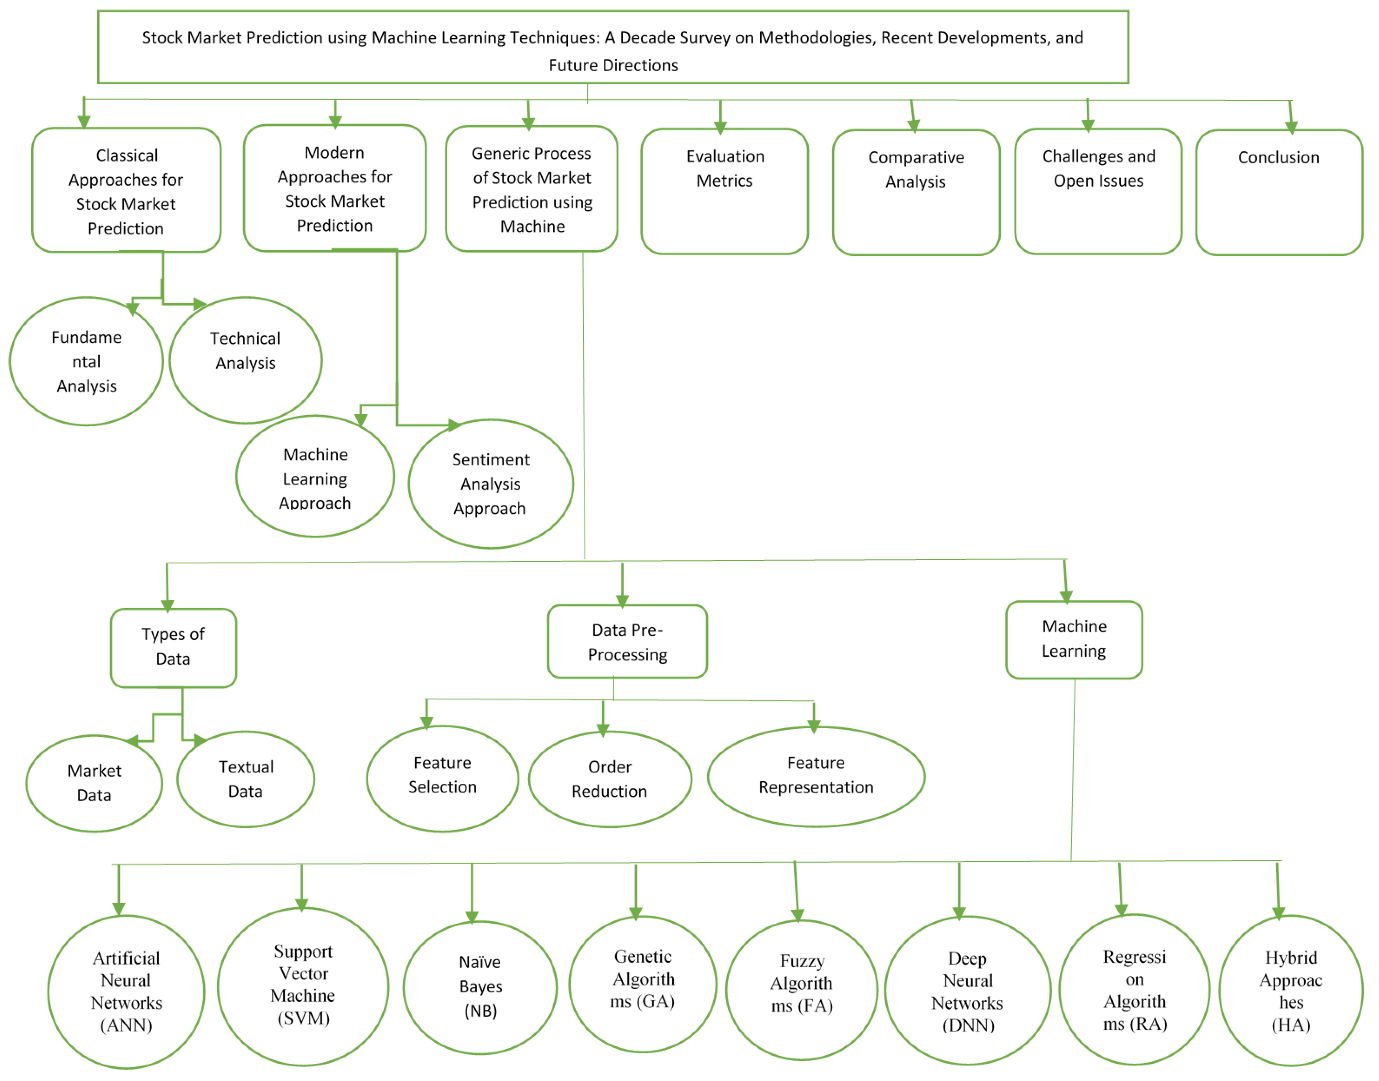 Stock Market Prediction using Machine Learning Techniques: A Decade Survey on Methodologies, Recent Developments, and
Future Directions
Classical
Approaches for
Stock Market
Prediction
Modern
Approaches for
Stock Market
Prediction
Generic Process
of Stock Market
Prediction using
Machine
Evaluation
Metrics
Comparative
Analysis
Challenges and
Open Issues
Conclusion
Fundame
ntal
Analysis
Technical
Analysis
Machine
Learning
Approach
Sentiment
Analysis
Approach
Types of
Data
Data Pre-
Processing
Machine
Learning
Market
Data
Textual
Data
Feature
Selection
Order
Reduction
Feature
Representation
Artificial
Neural
Networks
(ANN)
Support
Vector
Machine
(SVM)
Naïve
Bayes
(NB)
Genetic
Algorith
ms (GA)
Fuzzy
Algorith
ms (FA)
Deep
Neural
Networks
(DNN)
Regressi
on
Algorith
ms (RA)
Hybrid
Approac
hes
(HA)